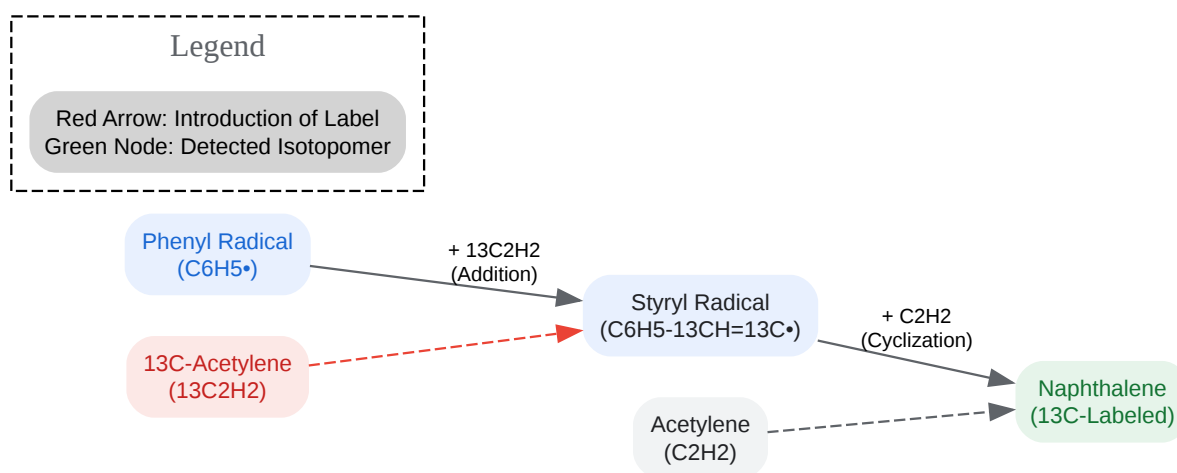 Legend
Red Arrow: Introduction of Label
Green Node: Detected Isotopomer
Phenyl Radical
(C6H5•)
+ 13C2H2
(Addition)
13C-Acetylene
(13C2H2)
Styryl Radical
(C6H5-13CH=13C•)
+ C2H2
(Cyclization)
Acetylene
(C2H2)
Naphthalene
(13C-Labeled)